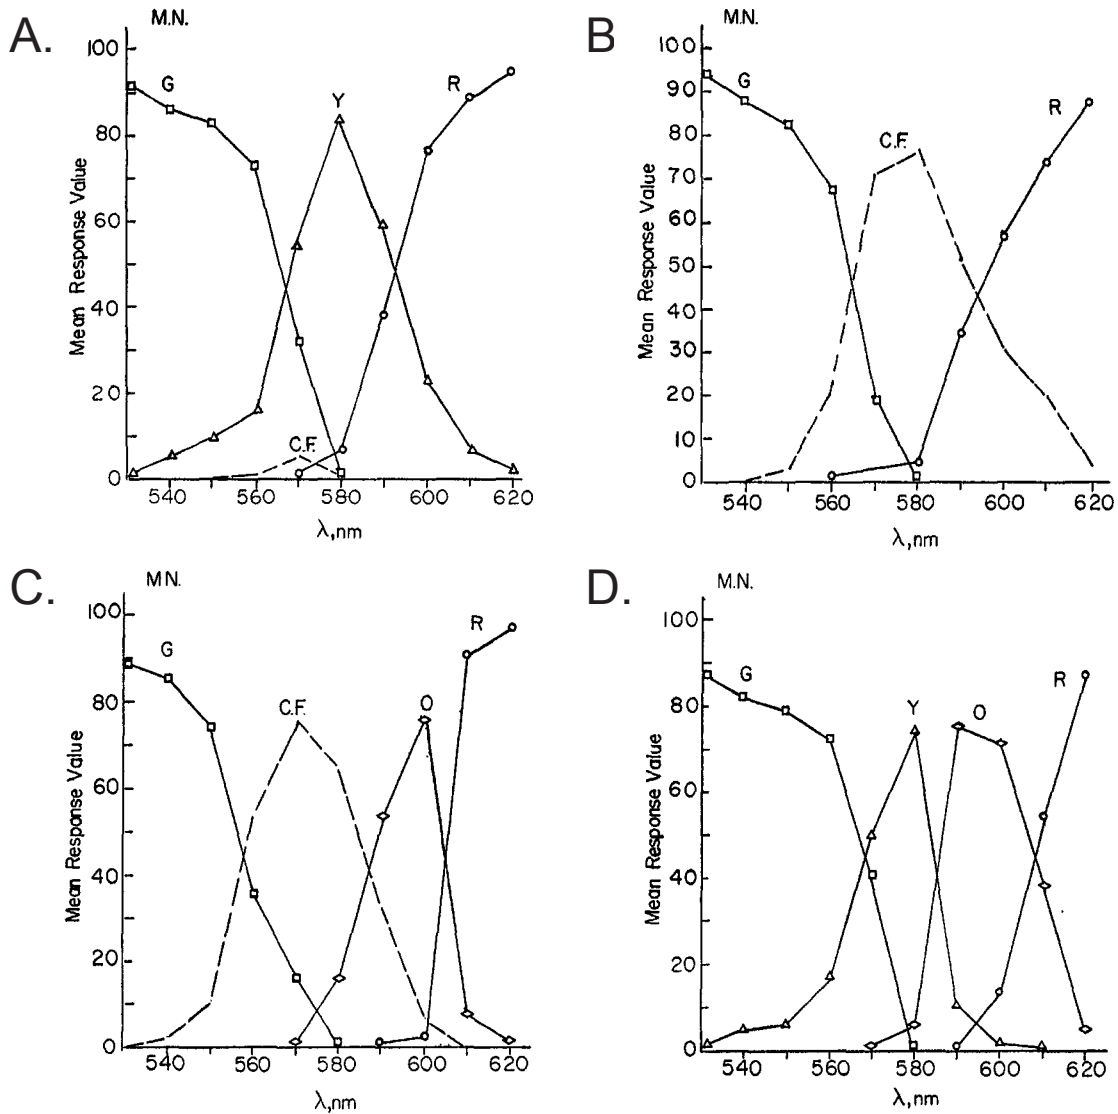 A.
M.N.
100
80
60
40
20
0
Mean Response Value
G
Y
R
C.F.
540 560 580 600 620
λ,nm
B
M.N.
100
90
80
70
60
50
40
30
20
10
0
Mean Response Value
G
C.F.
R
540 560 580 600 620
λ,nm
C.
M.N.
100
80
60
40
20
0
Mean Response Value
G
C.F.
O
R
540 560 580 600 620
λ,nm
D.
M.N.
100
80
60
40
20
0
Mean Response Value
G
Y
O
R
540 560 580 600 620
λ,nm